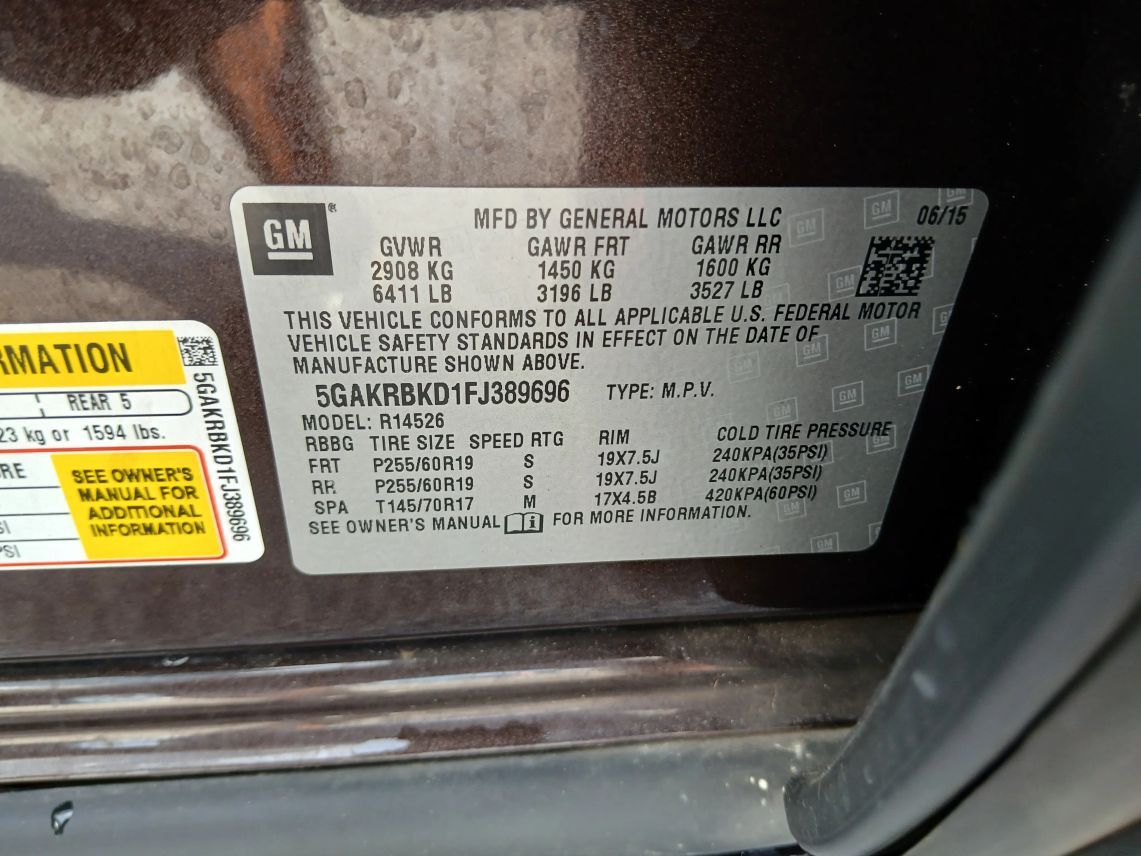 GM
MFD BY GENERAL MOTORS LLC 06/15
GVWR GAWR FRT GAWR RR
2908 KG 1450 KG 1600 KG
6411 LB 3196 LB 3527 LB
THIS VEHICLE CONFORMS TO ALL APPLICABLE U.S. FEDERAL MOTOR
VEHICLE SAFETY STANDARDS IN EFFECT ON THE DATE OF
MANUFACTURE SHOWN ABOVE.
5GAKRBKD1FJ389696 TYPE: M.P.V.
MODEL: R14526
RBBG TIRE SIZE SPEED RTG RIM COLD TIRE PRESSURE
FRT P255/60R19 S 19X7.5J 240KPA(35PSI)
RR P255/60R19 S 19X7.5J 240KPA(35PSI)
SPA T145/70R17 M 17X4.5B 420KPA(60PSI)
SEE OWNER'S MANUAL FOR MORE INFORMATION.
RMATION
REAR 5
23 kg or 1594 lbs.
RE
SI
PSI
SEE OWNER'S
MANUAL FOR
ADDITIONAL
INFORMATION
5GAKRBKD1FJ389696